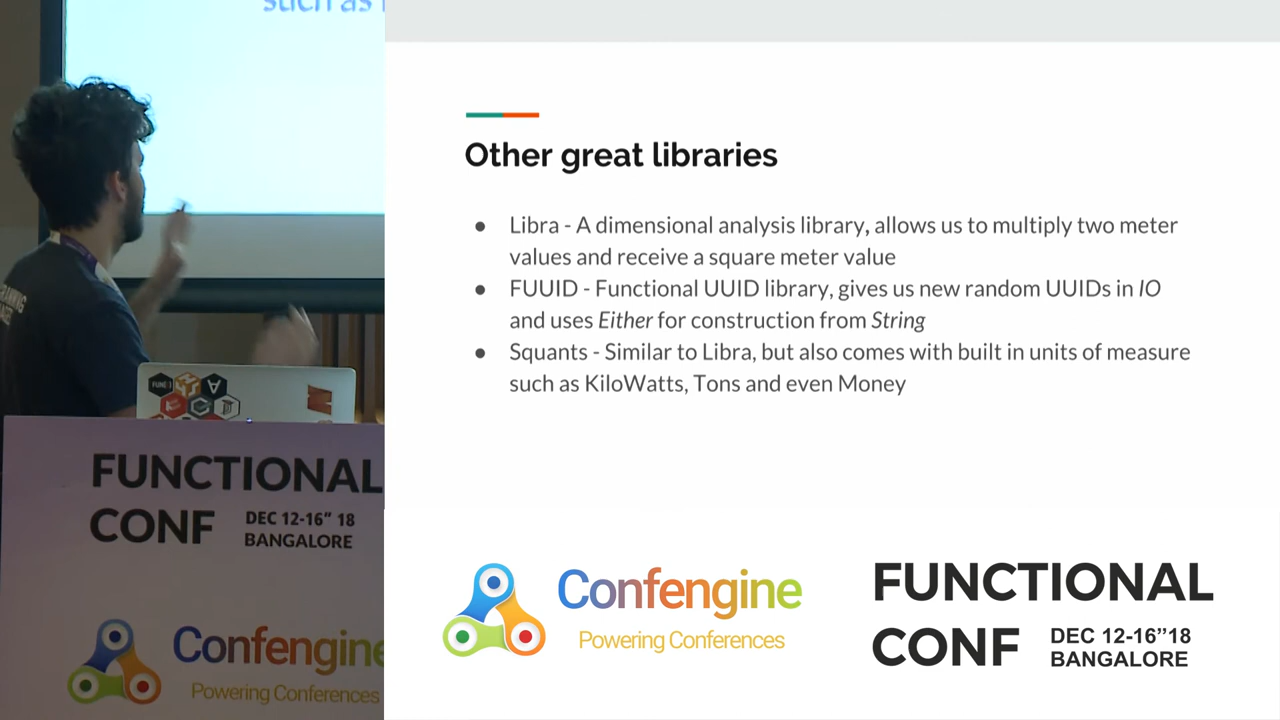 such as
Other great libraries
● Libra - A dimensional analysis library, allows us to multiply two meter
values and receive a square meter value
● FUUID - Functional UUID library, gives us new random UUIDs in IO
and uses Either for construction from String
● Squants - Similar to Libra, but also comes with built in units of measure
such as KiloWatts, Tons and even Money
FUNCTIONAL
CONF
DEC 12-16" 18
BANGALORE
Confengine
Powering Conferences
Confengine
Powering Conferences
FUNCTIONAL
CONF
DEC 12-16”18
BANGALORE